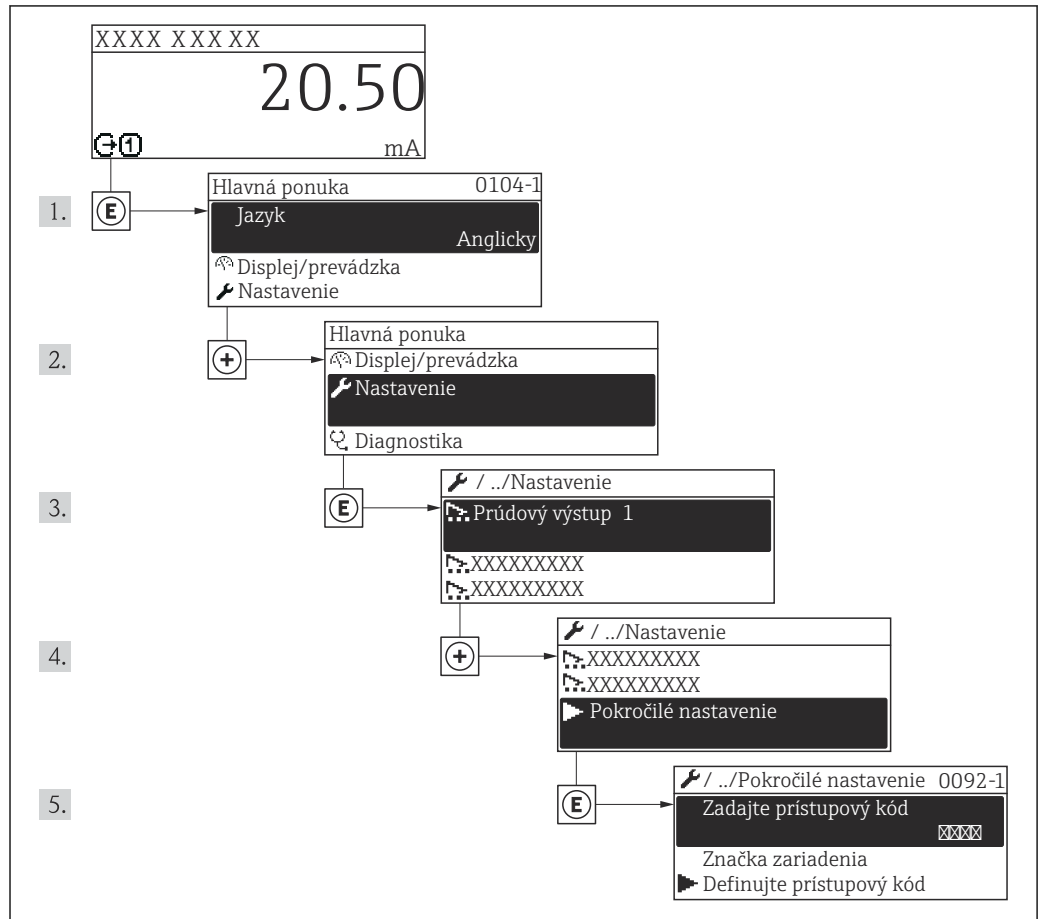 XXXX XXX XX
20.50
1
mA
1.
E
Hlavná ponuka 0104-1
Jazyk
Anglicky
Displej/prevádzka
Nastavenie
2.
+
Hlavná ponuka
Displej/prevádzka
Nastavenie
Diagnostika
3.
E
/ ../Nastavenie
Prúdový výstup 1
XXXXXXXXX
XXXXXXXXX
4.
+
/ ../Nastavenie
XXXXXXXXX
XXXXXXXXX
Pokročilé nastavenie
5.
E
/ ../Pokročilé nastavenie 0092-1
Zadajte prístupový kód
XXXX
Značka zariadenia
Definujte prístupový kód